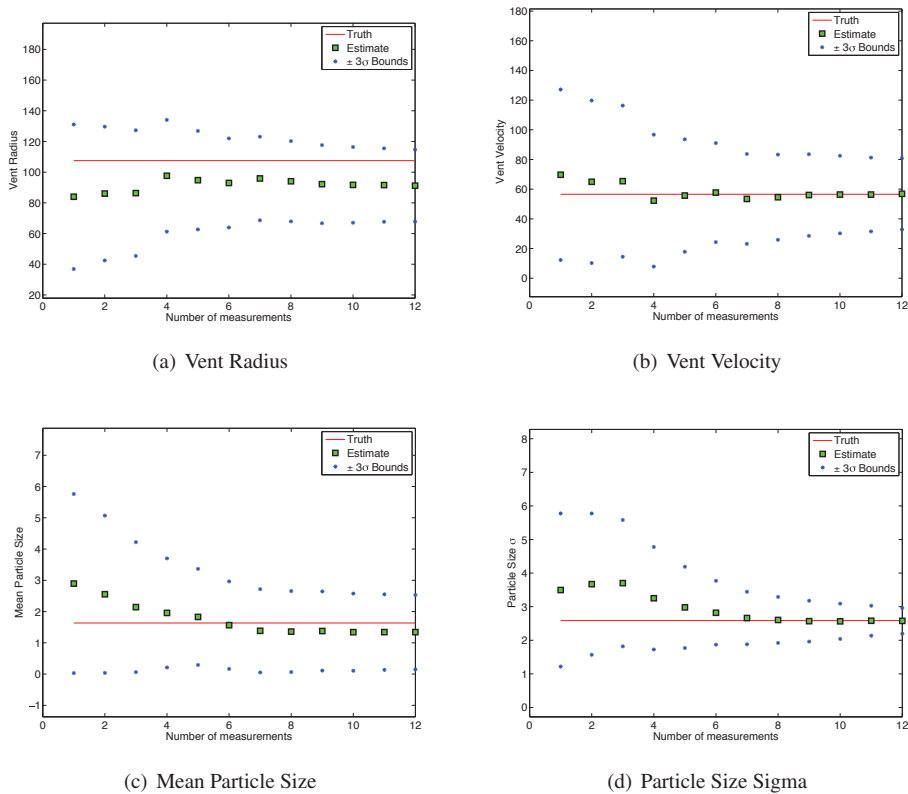 180
160
140
120
100
80
60
40
20
Vent Radius
Truth
Estimate
± 3σ Bounds
0 2 4 6 8 10 12
Number of measurements
(a) Vent Radius
180
160
140
120
100
80
60
40
20
0
Vent Velocity
Truth
Estimate
± 3σ Bounds
0 2 4 6 8 10 12
Number of measurements
(b) Vent Velocity
7
6
5
4
3
2
1
0
−1
Mean Particle Size
Truth
Estimate
± 3σ Bounds
0 2 4 6 8 10 12
Number of measurements
(c) Mean Particle Size
8
7
6
5
4
3
2
1
0
Particle Size σ
Truth
Estimate
± 3σ Bounds
0 2 4 6 8 10 12
Number of measurements
(d) Particle Size Sigma